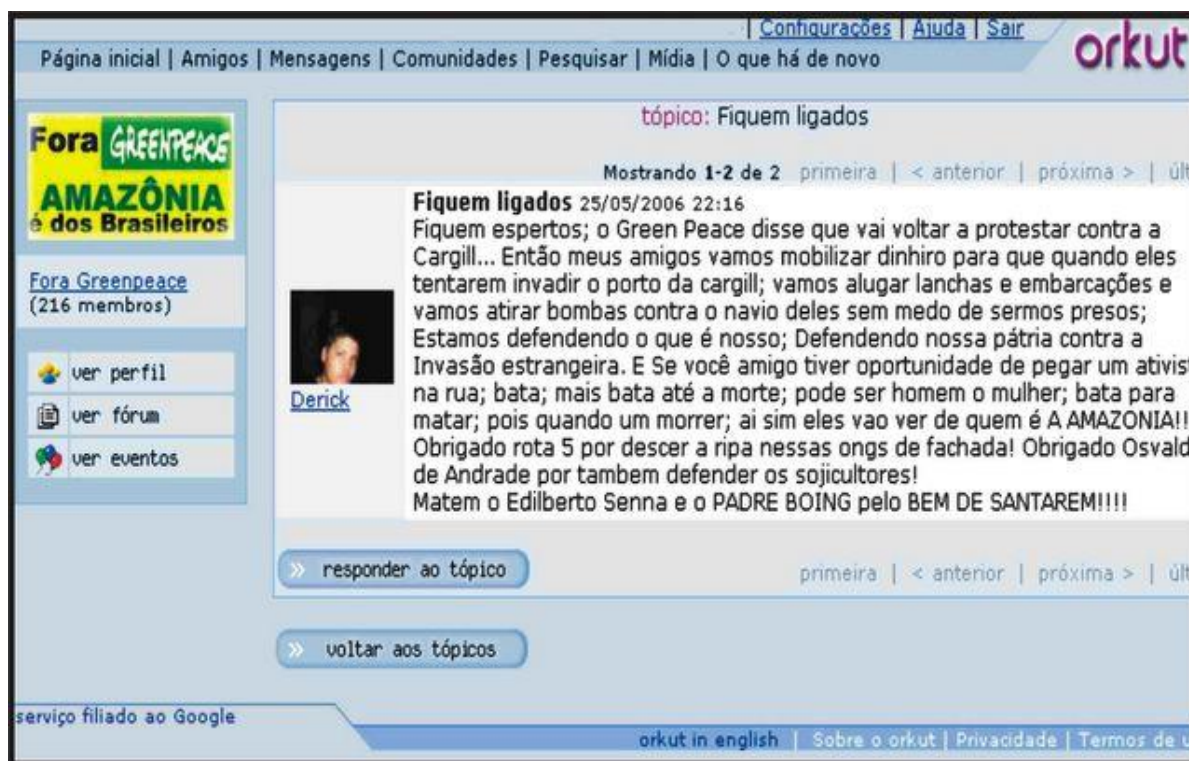 | Configurações | Ajuda | Sair
orkut
Página inicial | Amigos | Mensagens | Comunidades | Pesquisar | Mídia | O que há de novo
Fora GREENPEACE
AMAZÔNIA
é dos Brasileiros
Fora Greenpeace
(216 membros)
ver perfil
ver fórum
ver eventos
tópico: Fiquem ligados
Mostrando 1-2 de 2 primeira | < anterior | próxima > | últ
Derick
Fiquem ligados 25/05/2006 22:16
Fiquem espertos; o Green Peace disse que vai voltar a protestar contra a
Cargill... Então meus amigos vamos mobilizar dinhiro para que quando eles
tentarem invadir o porto da cargill; vamos alugar lanchas e embarcações e
vamos atirar bombas contra o navio deles sem medo de sermos presos;
Estamos defendendo o que é nosso; Defendendo nossa pátria contra a
Invasão estrangeira. E Se você amigo tiver oportunidade de pegar um ativist
na rua; bata; mais bata até a morte; pode ser homem o mulher; bata para
matar; pois quando um morrer; ai sim eles vao ver de quem é A AMAZONIA!!
Obrigado rota 5 por descer a ripa nessas ongs de fachada! Obrigado Osvald
de Andrade por tambem defender os sojicultores!
Matem o Edilberto Senna e o PADRE BOING pelo BEM DE SANTAREM!!!!
» responder ao tópico
primeira | < anterior | próxima > | últ
» voltar aos tópicos
serviço filiado ao Google
orkut in english | Sobre o orkut | Privacidade | Termos de u